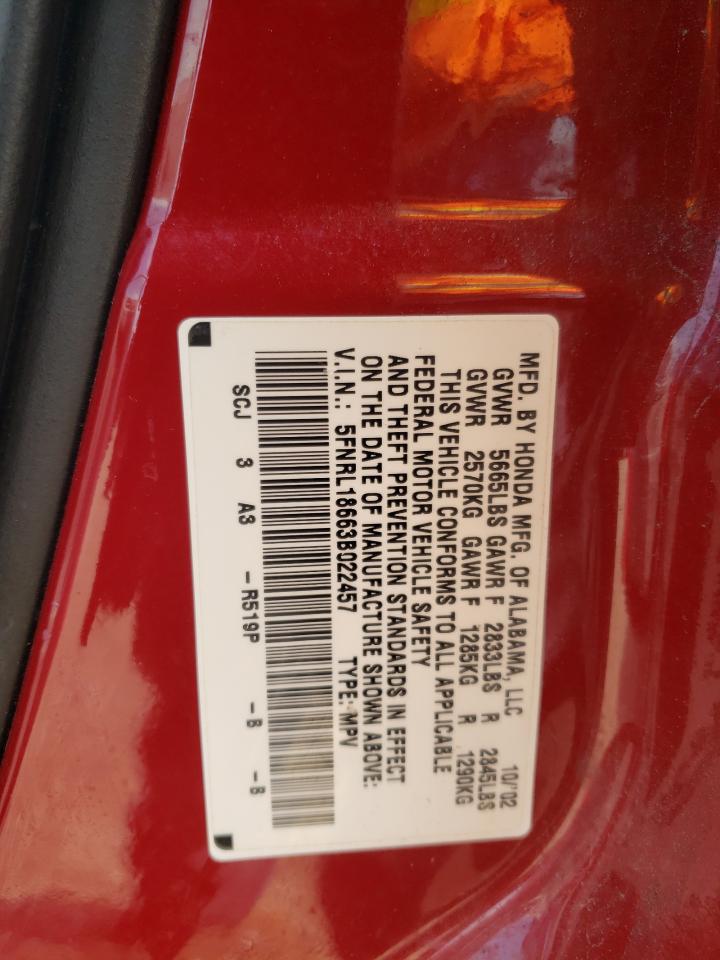 MFD. BY HONDA MFG. OF ALABAMA, LLC 10/'02
GVWR 5665LBS GAWR F 2833LBS R 2845LBS
GVWR 2570KG GAWR F 1285KG R 1290KG
THIS VEHICLE CONFORMS TO ALL APPLICABLE
FEDERAL MOTOR VEHICLE SAFETY
AND THEFT PREVENTION STANDARDS IN EFFECT
ON THE DATE OF MANUFACTURE SHOWN ABOVE.
V.I.N.: 5FNRL18663B022457 TYPE: MPV
SCJ 3 A3 -R519P -B -B